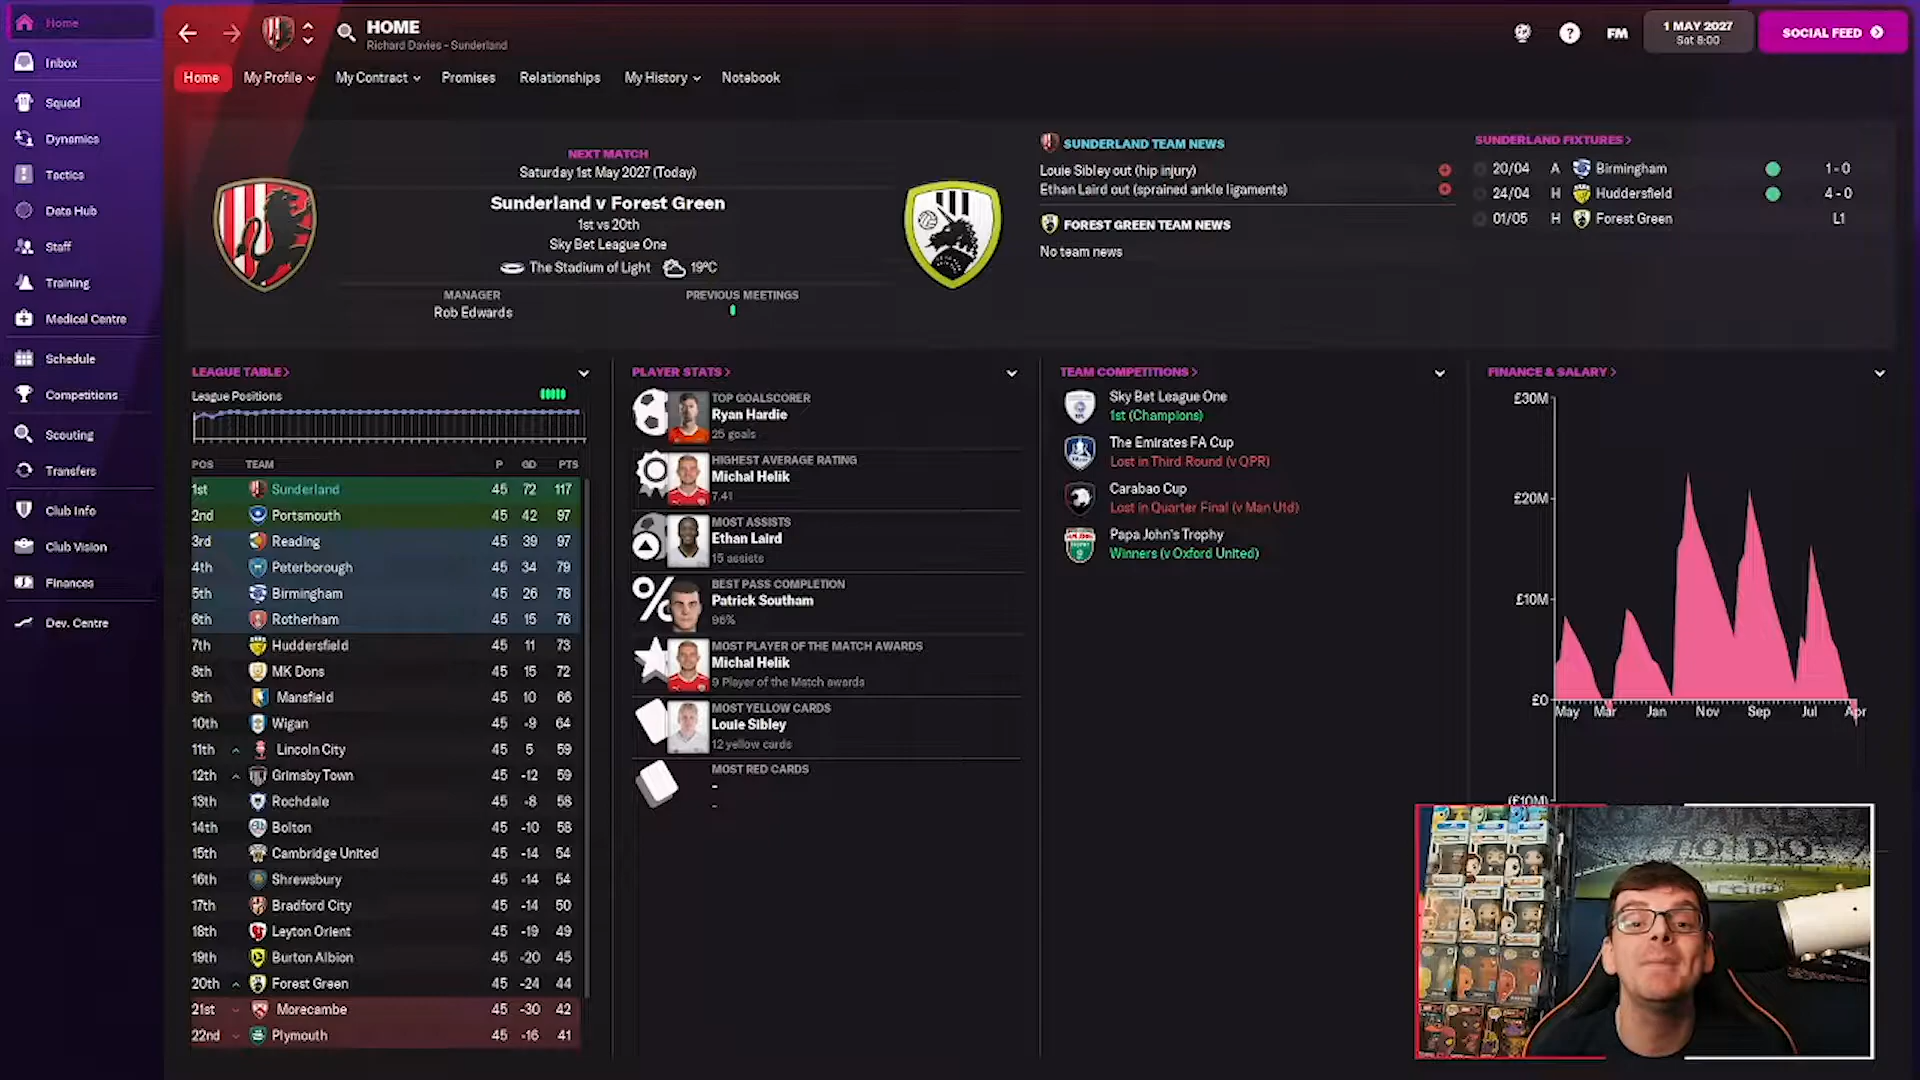 Home
Inbox
Squad
Dynamics
Tactics
Data Hub
Staff
Training
Medical Centre
Schedule
Competitions
Scouting
Transfers
Club Info
Club Vision
Finances
Dev. Centre
HOME
Richard Davies - Sunderland
FM
1 MAY 2027
Sat 8:00
SOCIAL FEED
Home
My Profile
My Contract
Promises
Relationships
My History
Notebook
NEXT MATCH
Saturday 1st May 2027 (Today)
Sunderland v Forest Green
1st vs 20th
Sky Bet League One
The Stadium of Light 19°C
MANAGER
Rob Edwards
PREVIOUS MEETINGS
SUNDERLAND TEAM NEWS
Louie Sibley out (hip injury)
Ethan Laird out (sprained ankle ligaments)
FOREST GREEN TEAM NEWS
No team news
SUNDERLAND FIXTURES >
20/04 A Birmingham 1 - 0
24/04 H Huddersfield 4 - 0
01/05 H Forest Green L1
LEAGUE TABLE >
League Positions
POS TEAM P GD PTS
1st Sunderland 45 72 117
2nd Portsmouth 45 42 97
3rd Reading 45 39 97
4th Peterborough 45 34 79
5th Birmingham 45 26 78
6th Rotherham 45 15 76
7th Huddersfield 45 11 73
8th MK Dons 45 15 72
9th Mansfield 45 10 66
10th Wigan 45 -9 64
11th Lincoln City 45 5 59
12th Grimsby Town 45 -12 59
13th Rochdale 45 -8 58
14th Bolton 45 -10 58
15th Cambridge United 45 -14 54
16th Shrewsbury 45 -14 54
17th Bradford City 45 -14 50
18th Leyton Orient 45 -19 49
19th Burton Albion 45 -20 45
20th Forest Green 45 -24 44
21st Morecambe 45 -30 42
22nd Plymouth 45 -16 41
PLAYER STATS >
TOP GOALSCORER
Ryan Hardie
25 goals
HIGHEST AVERAGE RATING
Michal Helik
7.41
MOST ASSISTS
Ethan Laird
15 assists
BEST PASS COMPLETION
Patrick Southam
96%
MOST PLAYER OF THE MATCH AWARDS
Michal Helik
9 Player of the Match awards
MOST YELLOW CARDS
Louie Sibley
12 yellow cards
MOST RED CARDS
-
-
TEAM COMPETITIONS >
Sky Bet League One
1st (Champions)
The Emirates FA Cup
Lost in Third Round (v QPR)
Carabao Cup
Lost in Quarter Final (v Man Utd)
Papa John's Trophy
Winners (v Oxford United)
FINANCE & SALARY >
£30M
£20M
£10M
£0
May Mar Jan Nov Sep Jul Apr
(£10M)
DARE
TO DO